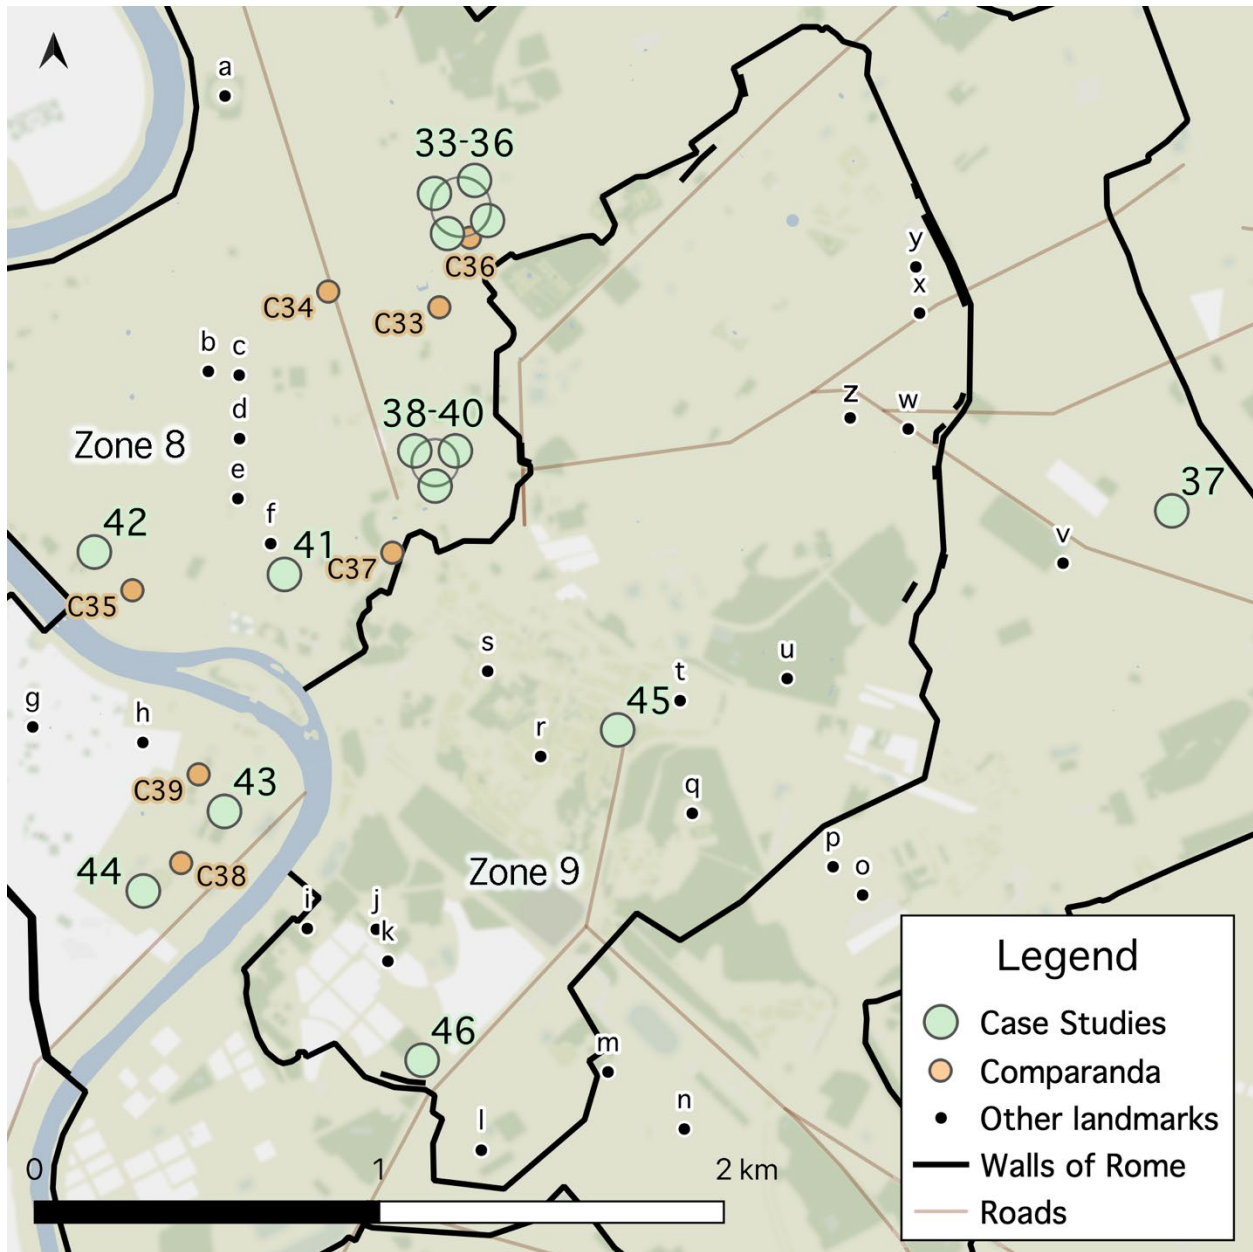 a
33-36
C36
y
x
C34
C33
b
c
z
w
38-40
d
Zone 8
e
37
f
42
41
v
C37
C35
s
u
t
g
45
h
r
C39
43
q
44
C38
Zone 9
p
o
i
j
k
46
m
n
l
0
1
2 km
Legend
Case Studies
Comparanda
Other landmarks
Walls of Rome
Roads